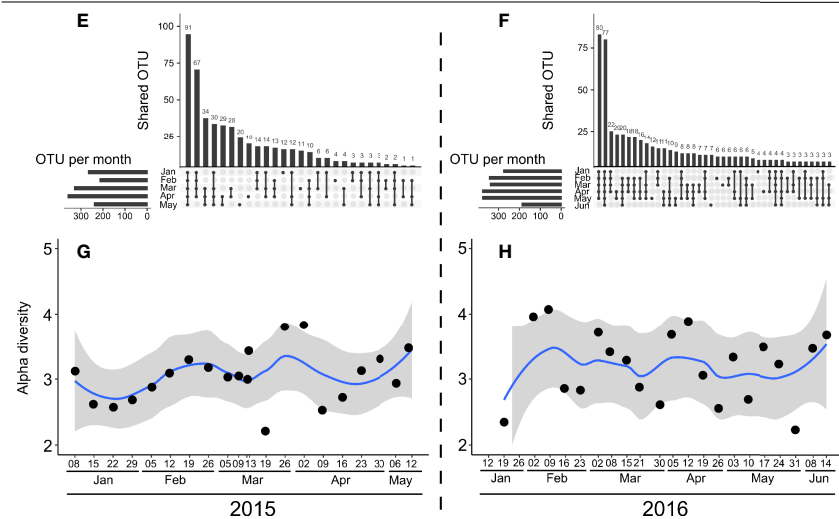 E
100
75
50
25
Shared OTU
91
67
34
30
29
28
20
14
14
13
12
12
11
10
6
6
4
4
3
3
3
3
2
2
1
1
OTU per month
Jan
Feb
Mar
Apr
May
300
200
100
0
F
75
50
25
Shared OTU
80
77
22
20
20
18
18
16
OTU per month
Jan
Feb
Mar
Apr
May
Jun
300
200
100
0
G
Alpha diversity
5
4
3
2
08 15 22 29 05 12 19 26 05 09 13 19 26 02 09 16 23 30 06 12
Jan Feb Mar Apr May
2015
H
5
4
3
2
12 19 26 02 09 16 23 02 08 15 21 30 05 12 19 26 03 10 17 24 31 08 14
Jan Feb Mar Apr May Jun
2016